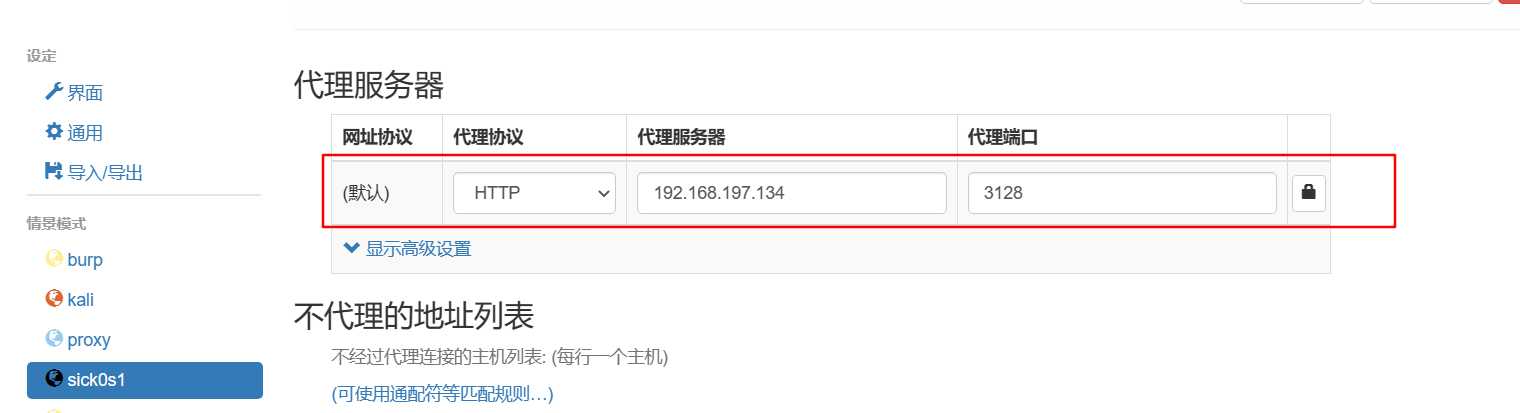 设定
界面
通用
导入/导出
情景模式
burp
kali
proxy
sick0s1
代理服务器
网址协议 代理协议 代理服务器 代理端口
(默认) HTTP 192.168.197.134 3128
显示高级设置
不代理的地址列表
不经过代理连接的主机列表: (每行一个主机)
(可使用通配符等匹配规则…)